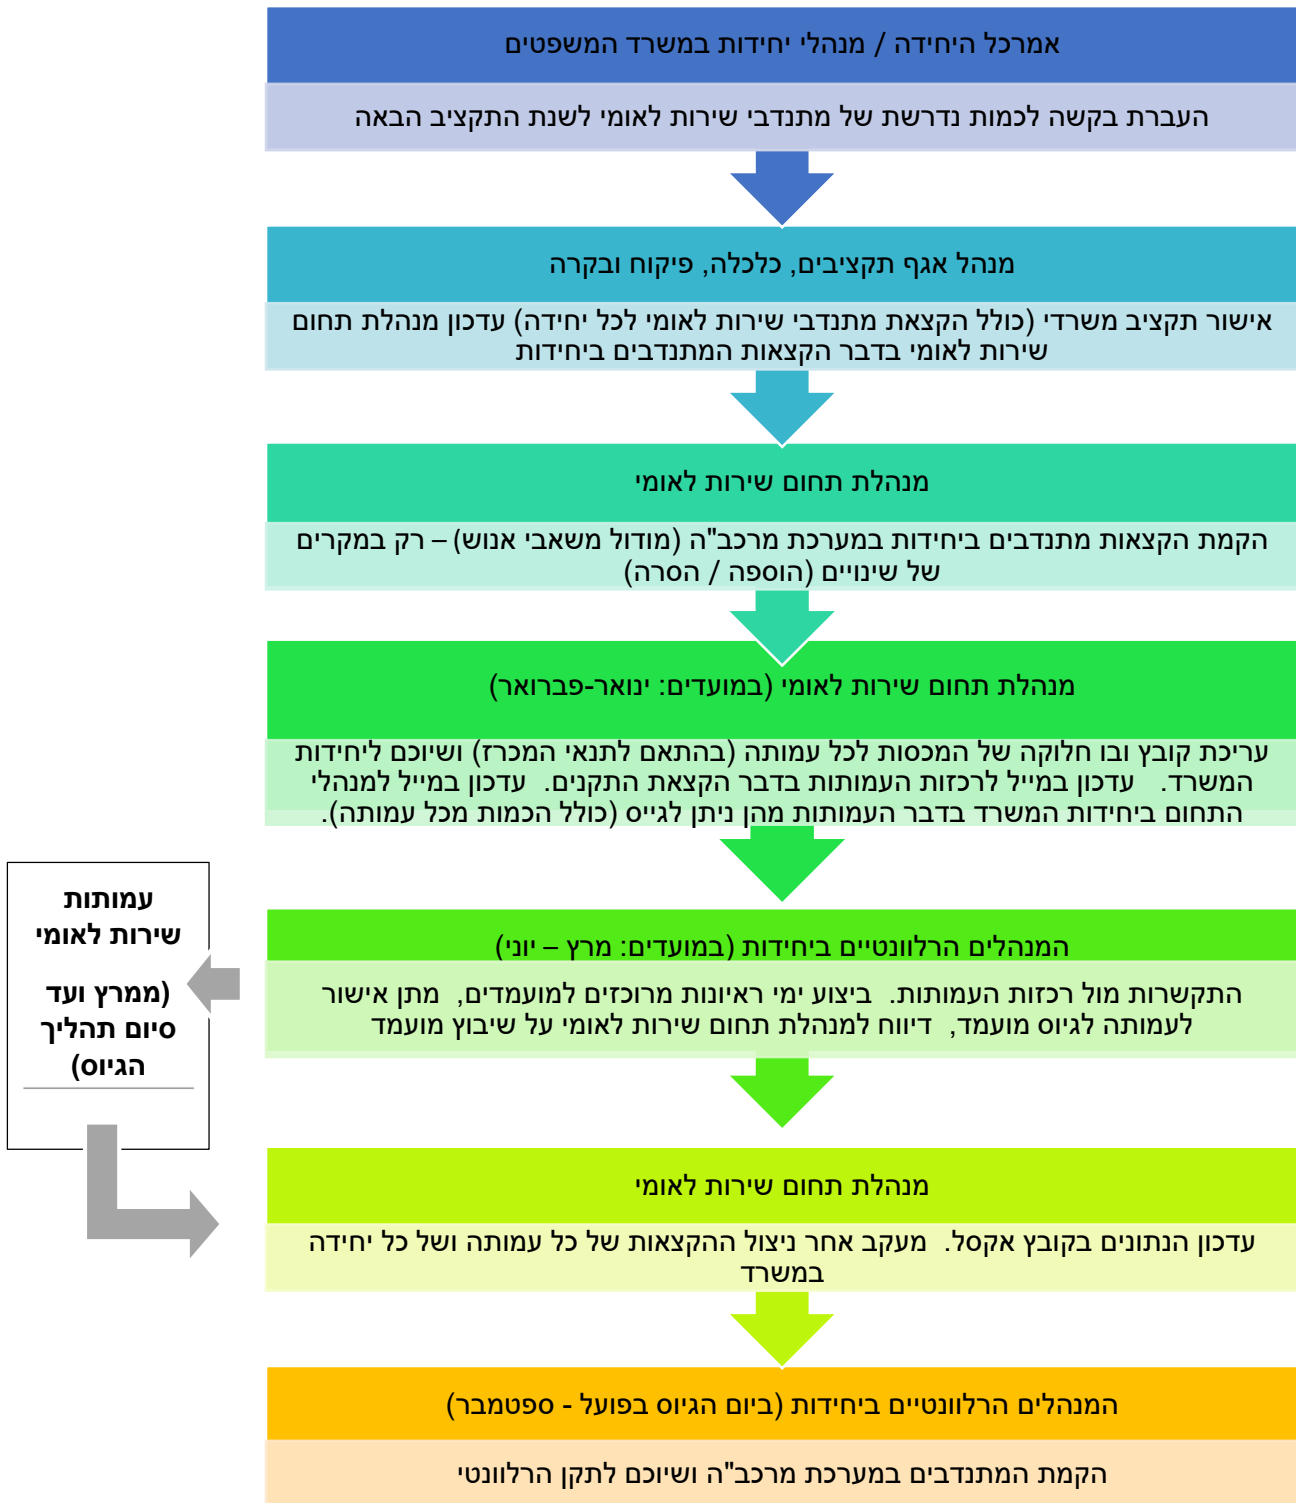 אמרכל היחידה / מנהלי יחידות במשרד המשפטים
העברת בקשה לכמות נדרשת של מתנדבי שירות לאומי לשנת התקציב הבאה
מנהל אגף תקציבים, כלכלה, פיקוח ובקרה
אישור תקציב משרדי (כולל הקצאת מתנדבי שירות לאומי לכל יחידה) עדכון מנהלת תחום
שירות לאומי בדבר הקצאות המתנדבים ביחידות
מנהלת תחום שירות לאומי
הקמת הקצאות מתנדבים ביחידות במערכת מרכב"ה (מודול משאבי אנוש) – רק במקרים
של שינויים (הוספה / הסרה)
מנהלת תחום שירות לאומי (במועדים: ינואר-פברואר)
עריכת קובץ ובו חלוקה של המכסות לכל עמותה (בהתאם לתנאי המכרז) ושיוכם ליחידות
המשרד. עדכון במייל לרכזות העמותות בדבר הקצאת התקנים. עדכון במייל למנהלי
התחום ביחידות המשרד בדבר העמותות מהן ניתן לגייס (כולל הכמות מכל עמותה).
המנהלים הרלוונטיים ביחידות (במועדים: מרץ – יוני)
התקשרות מול רכזות העמותות. ביצוע ימי ראיונות מרוכזים למועמדים, מתן אישור
לעמותה לגיוס מועמד, דיווח למנהלת תחום שירות לאומי על שיבוץ מועמד
עמותות
שירות לאומי
(ממרץ ועד
סיום תהליך
הגיוס)
מנהלת תחום שירות לאומי
עדכון הנתונים בקובץ אקסל. מעקב אחר ניצול ההקצאות של כל עמותה ושל כל יחידה
במשרד
המנהלים הרלוונטיים ביחידות (ביום הגיוס בפועל - ספטמבר)
הקמת המתנדבים במערכת מרכב"ה ושיוכם לתקן הרלוונטי